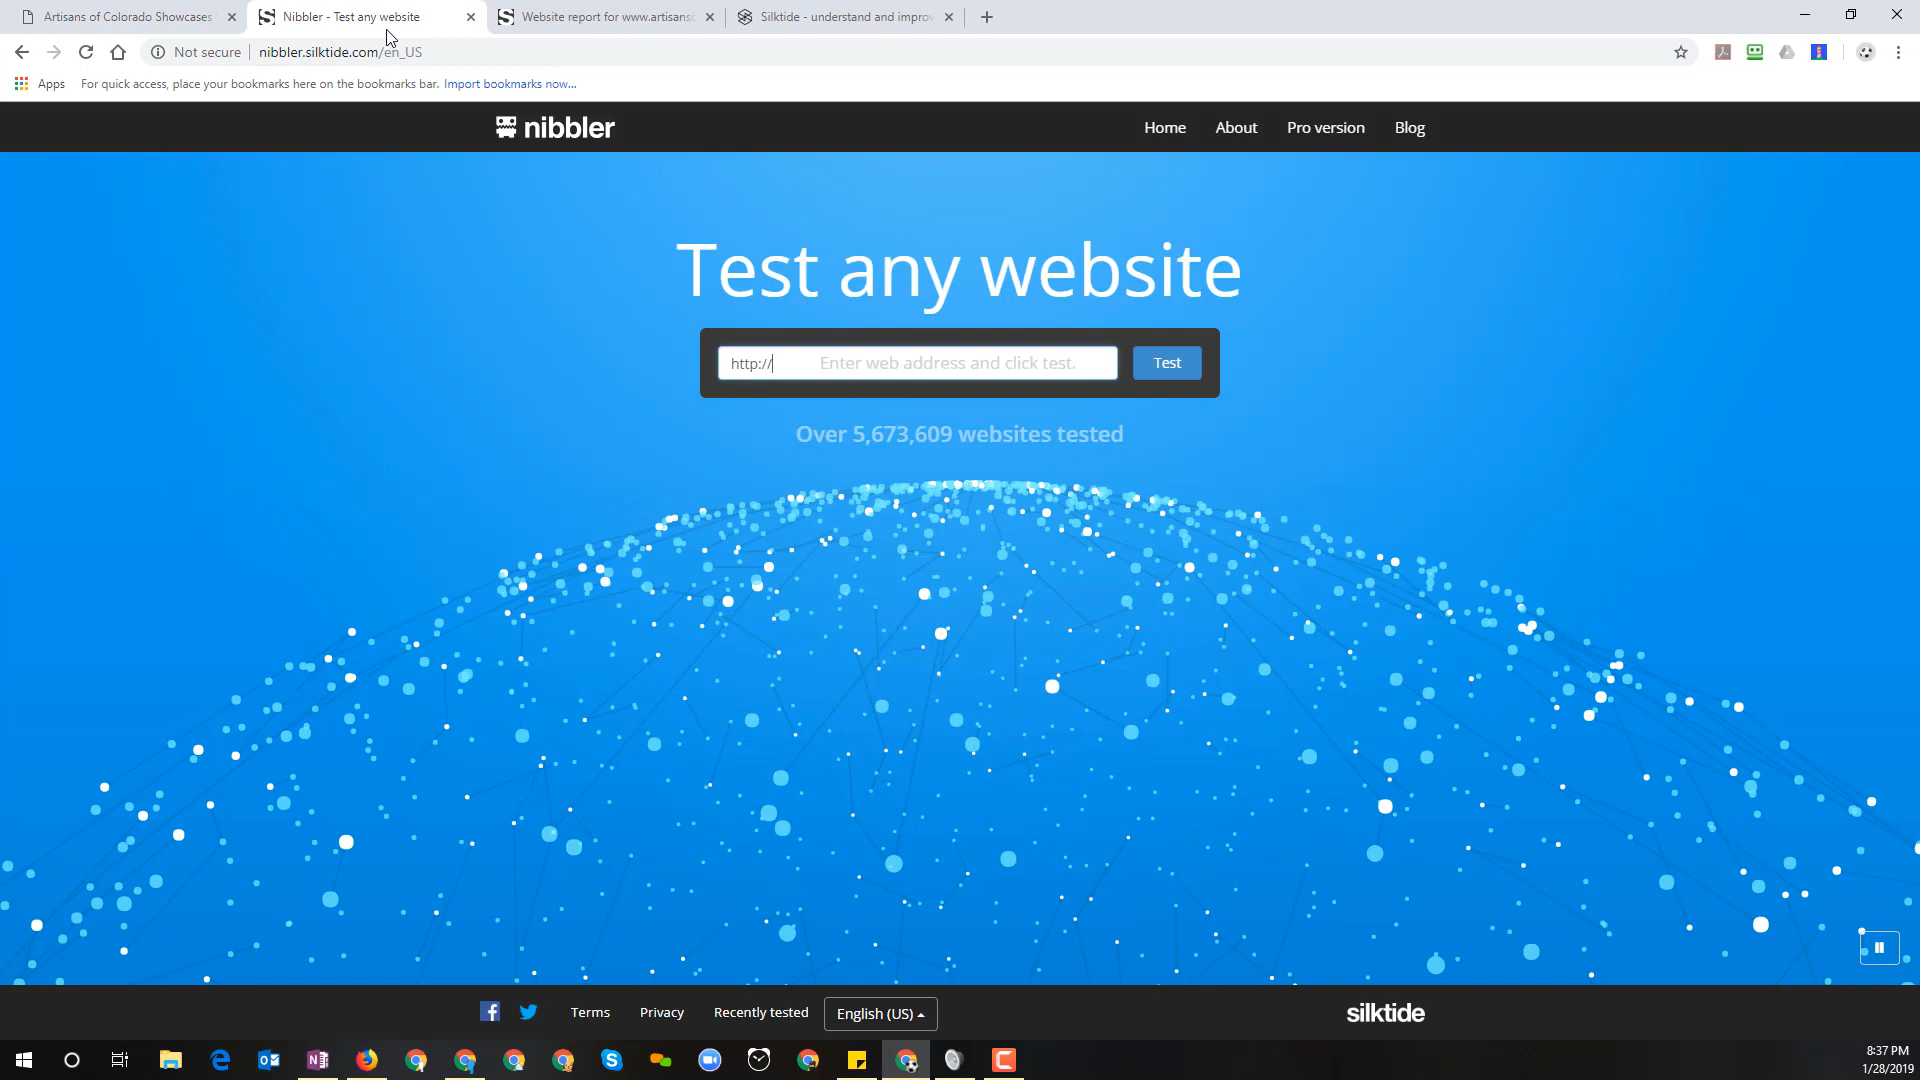 Artisans of Colorado Showcases
Nibbler - Test any website
Website report for www.artisansc
Silktide - understand and improv
Not secure
nibbler.silktide.com/en_US
Apps
For quick access, place your bookmarks here on the bookmarks bar. Import bookmarks now...
nibbler
Home
About
Pro version
Blog
Test any website
http://
Enter web address and click test.
Test
Over 5,673,609 websites tested
Terms
Privacy
Recently tested
English (US)
silktide
8:37 PM
1/28/2019